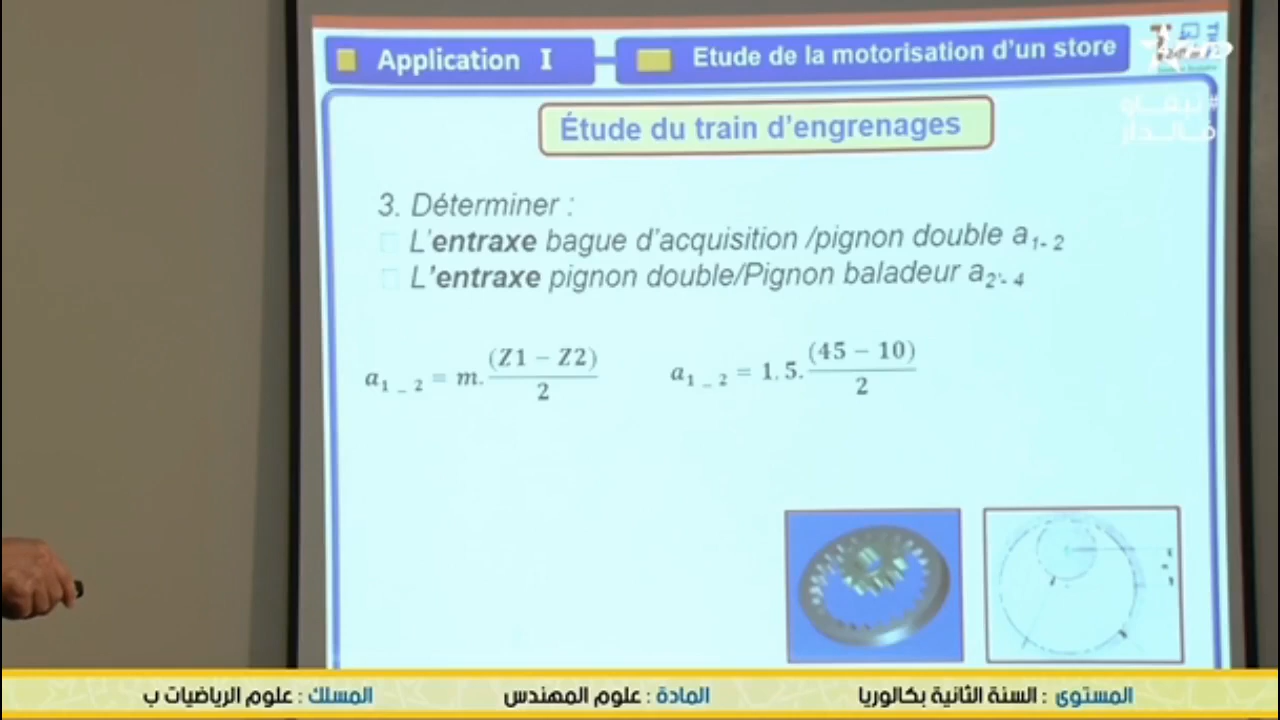 Application I
Etude de la motorisation d'un store
Étude du train d'engrenages
#تيفاو
فالدار
3. Déterminer :
L'entraxe bague d'acquisition /pignon double a1-2
L'entraxe pignon double/Pignon baladeur a2'-4
a1_2 = m.(Z1 − Z2)/2
a1_2 = 1.5.(45 − 10)/2
المستوى : السنة الثانية بكالوريا
المادة : علوم المهندس
المسلك : علوم الرياضيات ب